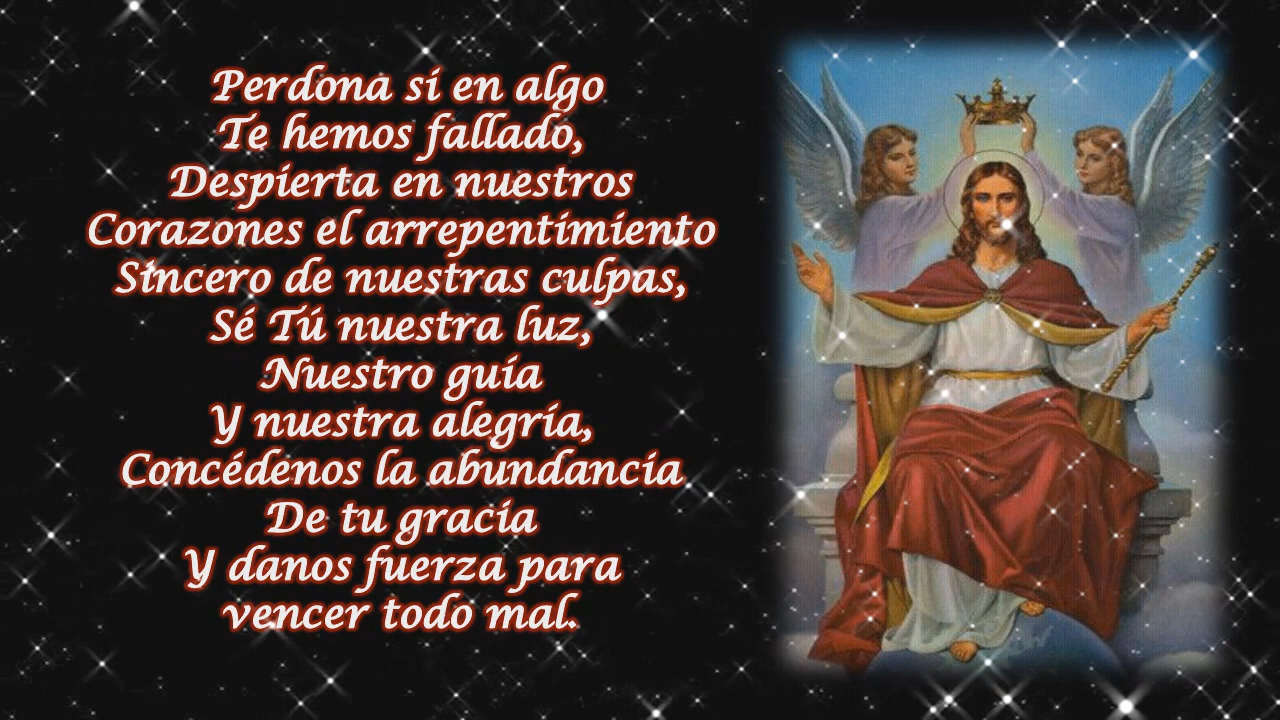 Perdona si en algo
Te hemos fallado,
Despierta en nuestros
Corazones el arrepentimiento
Sincero de nuestras culpas,
Sé Tú nuestra luz,
Nuestro guía
Y nuestra alegría,
Concédenos la abundancia
De tu gracia
Y danos fuerza para
vencer todo mal.